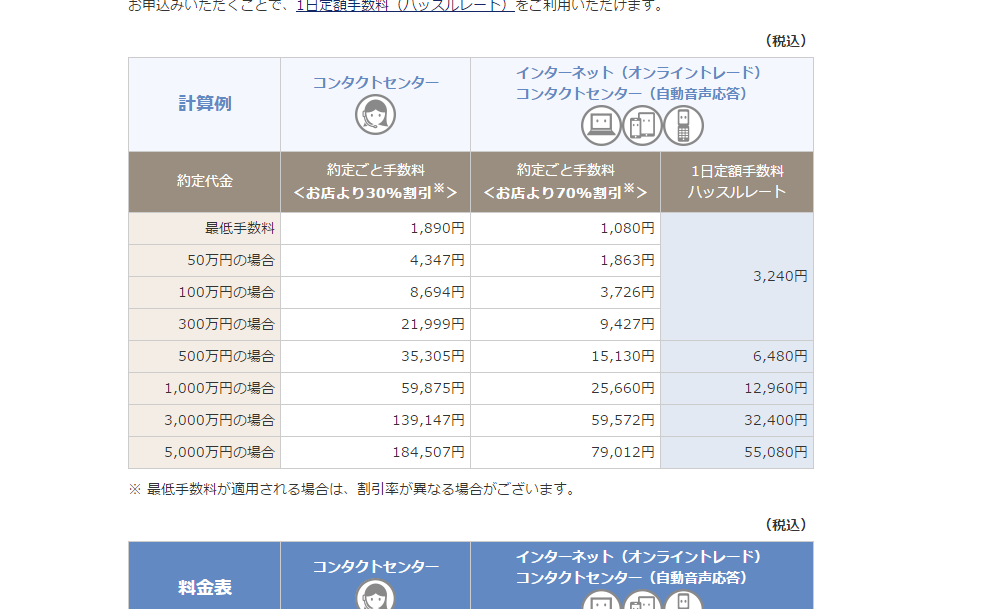 お申込みいただくことで、1日定額手数料（ハッスルレート）をご利用いただけます。
（税込）
計算例
コンタクトセンター
インターネット（オンライントレード）
コンタクトセンター（自動音声応答）
約定代金
約定ごと手数料
＜お店より30%割引※＞
約定ごと手数料
＜お店より70%割引※＞
1日定額手数料
ハッスルレート
最低手数料 1,890円 1,080円 3,240円
50万円の場合 4,347円 1,863円
100万円の場合 8,694円 3,726円
300万円の場合 21,999円 9,427円
500万円の場合 35,305円 15,130円 6,480円
1,000万円の場合 59,875円 25,660円 12,960円
3,000万円の場合 139,147円 59,572円 32,400円
5,000万円の場合 184,507円 79,012円 55,080円
※ 最低手数料が適用される場合は、割引率が異なる場合がございます。
（税込）
料金表
コンタクトセンター
インターネット（オンライントレード）
コンタクトセンター（自動音声応答）